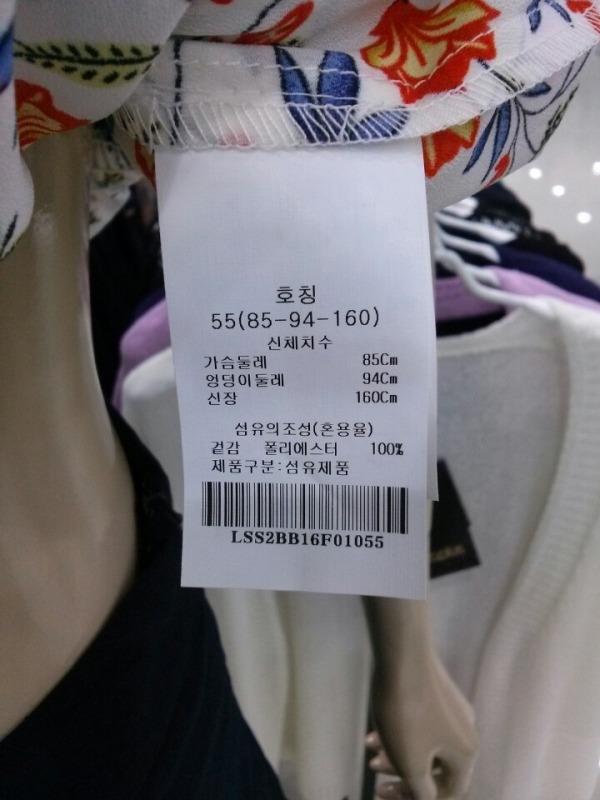 호칭
55(85-94-160)
신체치수
가슴둘레 85Cm
엉덩이둘레 94Cm
신장 160Cm
섬유의조성(혼용율)
겉감 폴리에스터 100%
제품구분:섬유제품
LSS2BB16F01055